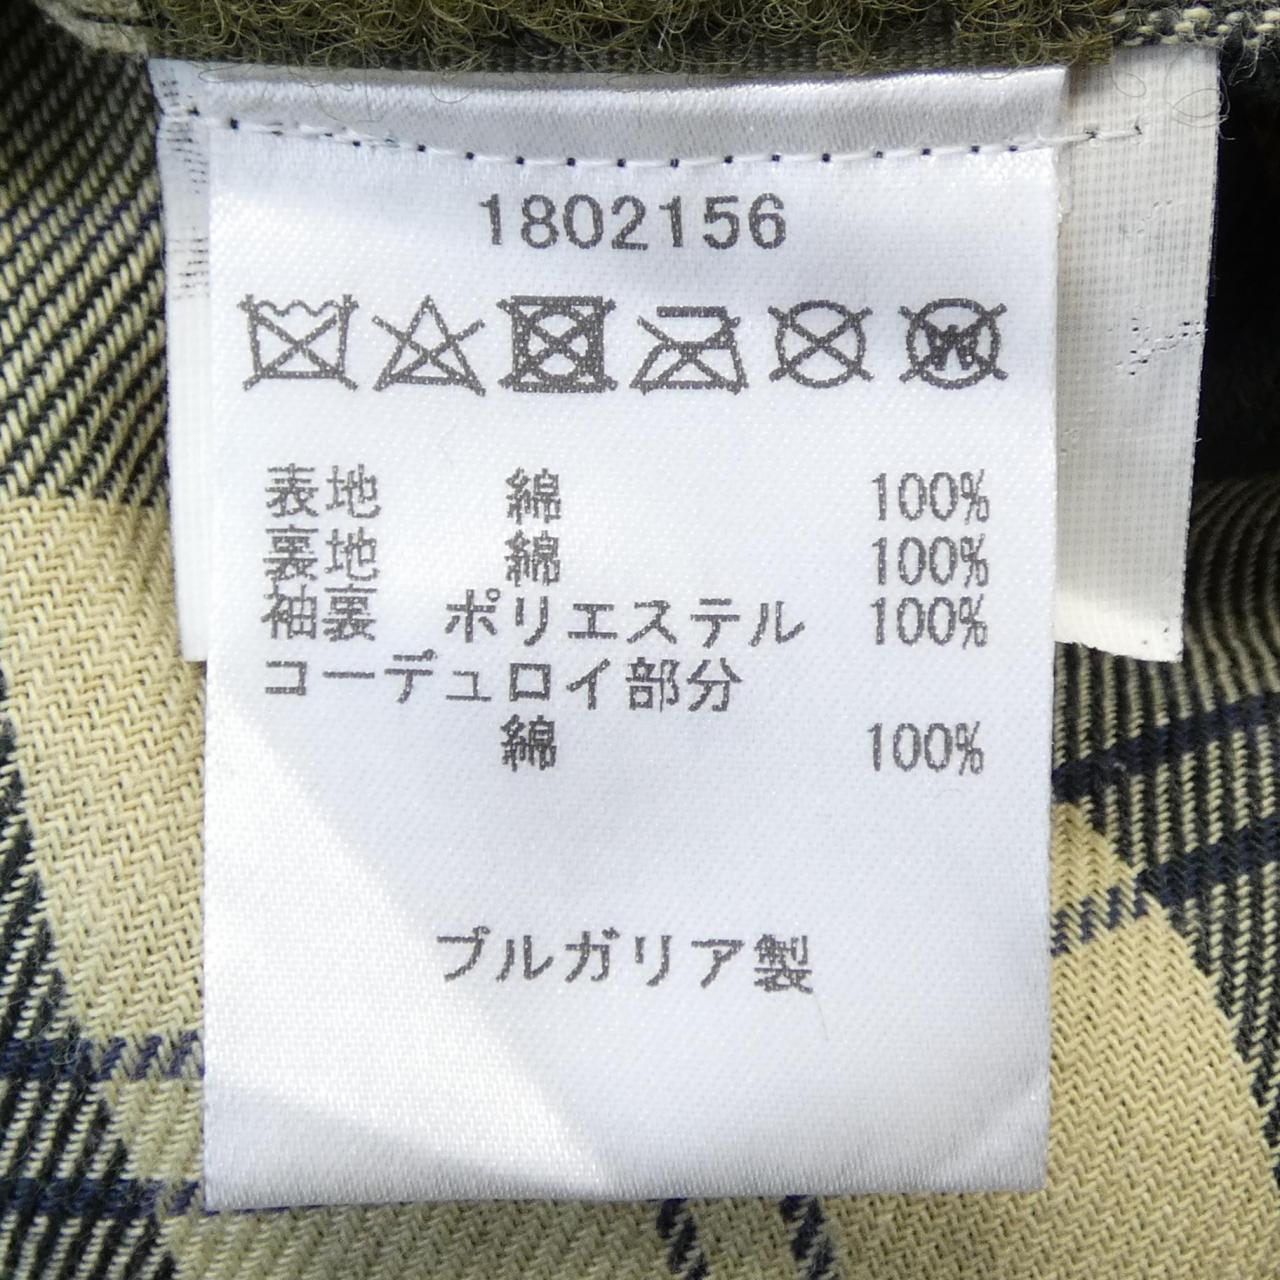 1802156
表地 綿 100%
裏地 綿 100%
袖裏 ポリエステル 100%
コーデュロイ部分
綿 100%
ブルガリア製